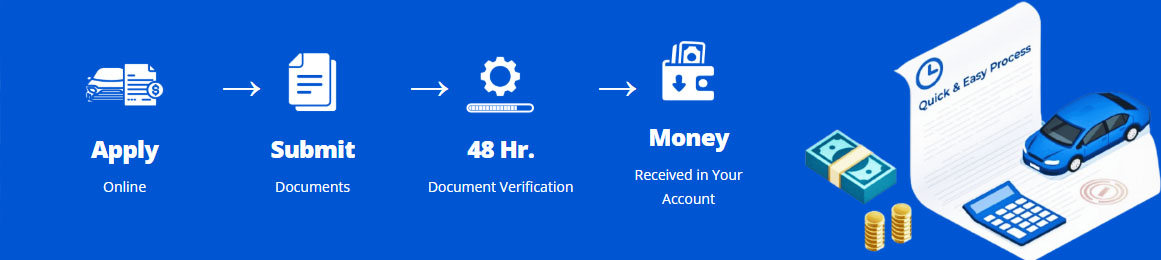 Apply
Online
Submit
Documents
48 Hr.
Document Verification
Money
Received in Your
Account
Quick & Easy Process